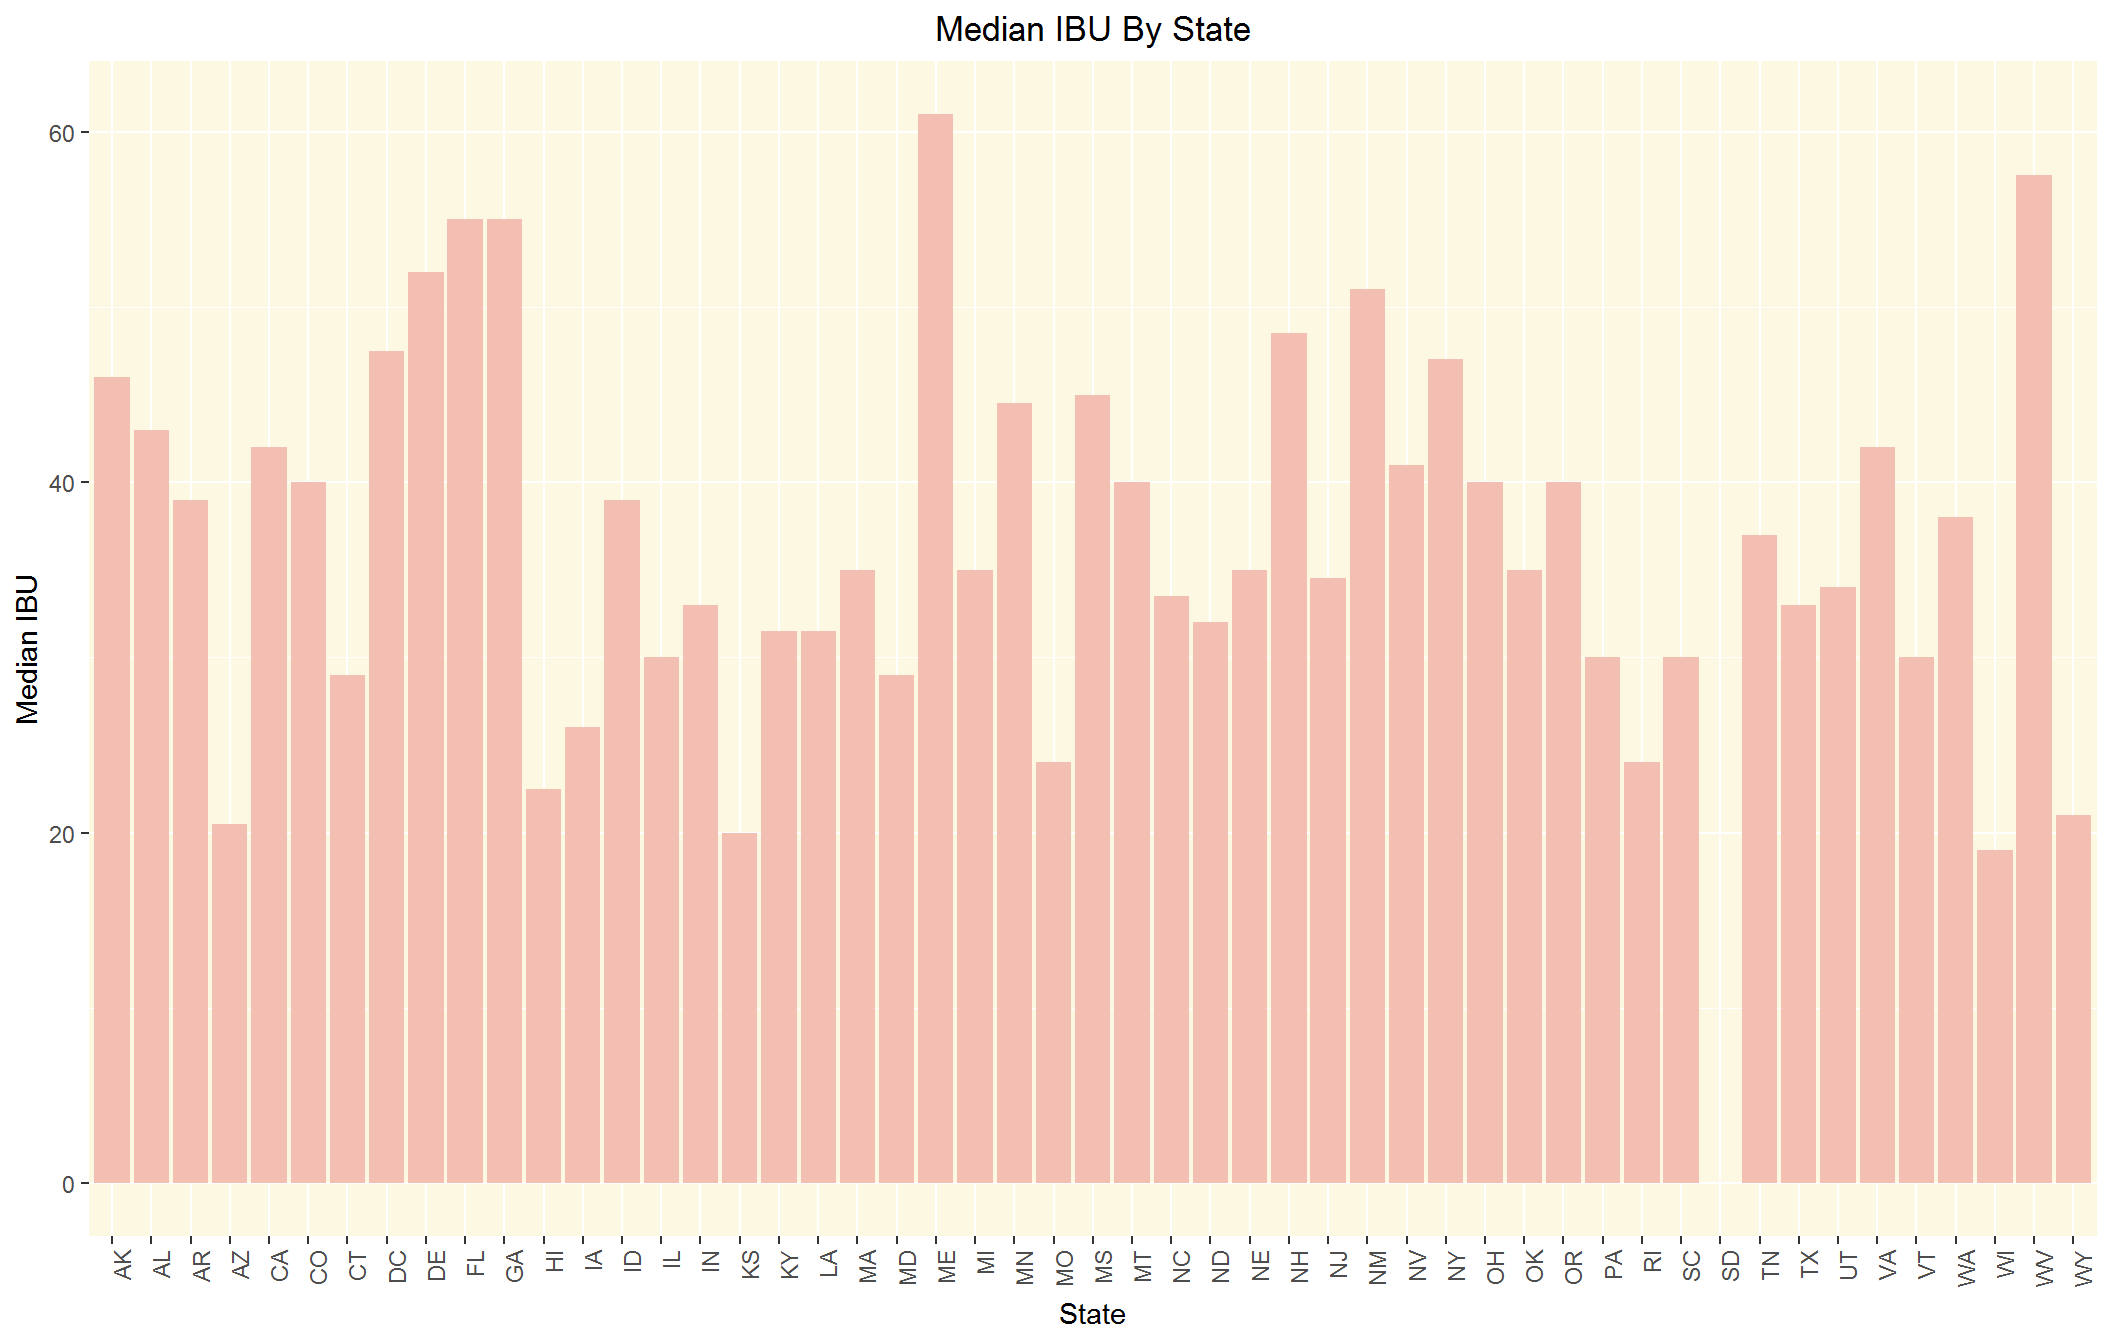 Median IBU By State
Median IBU
60
40
20
0
AK AL AR AZ CA CO CT DC DE FL GA HI IA ID IL IN KS KY LA MA MD ME MI MN MO MS MT NC ND NE NH NJ NM NV NY OH OK OR PA RI SC SD TN TX UT VA VT WA WI WV WY
State